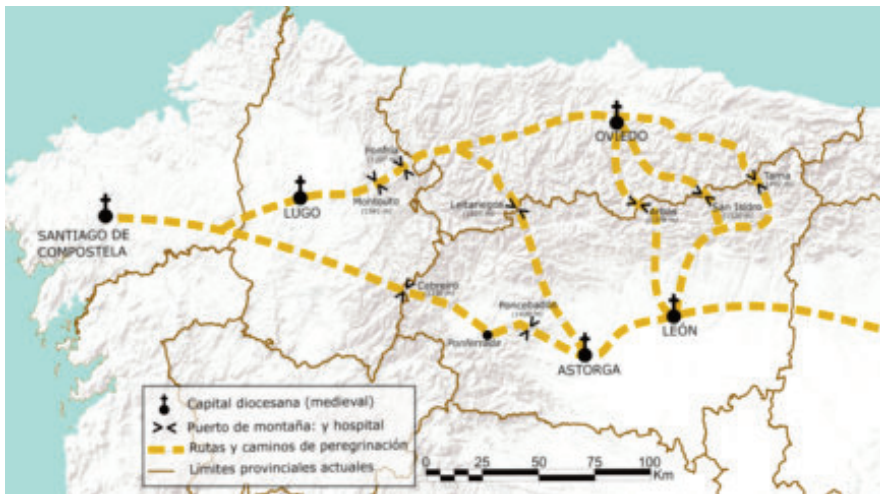 OVIEDO
LUGO
Montouto
Leitariegos
Arbas
San Isidro
Tarna
SANTIAGO DE
COMPOSTELA
Cebreiro
Foncebadón
Ponferrada
LEÓN
ASTORGA
Capital diocesana (medieval)
Puerto de montaña: y hospital
Rutas y caminos de peregrinación
Límites provinciales actuales
0 25 50 75 100
Km